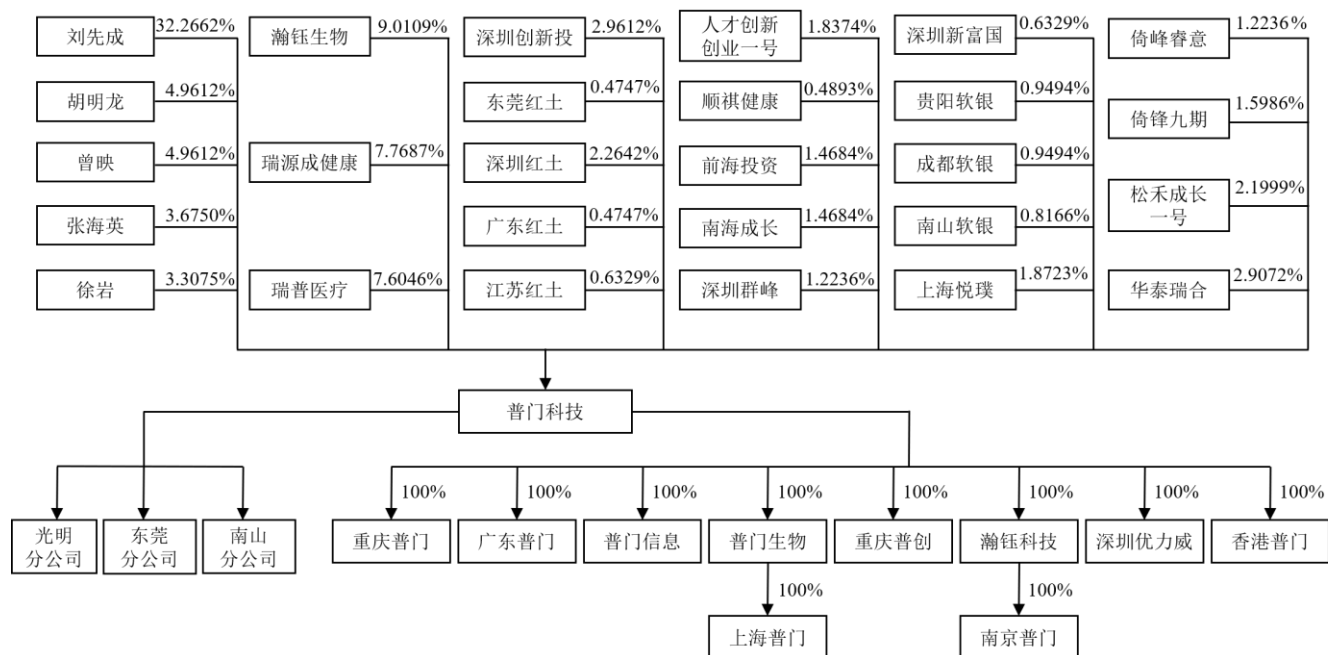 刘先成
32.2662%
瀚钰生物
9.0109%
深圳创新投
2.9612%
人才创新
创业一号
1.8374%
深圳新富国
0.6329%
倚峰睿意
1.2236%
胡明龙
4.9612%
东莞红土
0.4747%
顺祺健康
0.4893%
贵阳软银
0.9494%
倚锋九期
1.5986%
曾映
4.9612%
瑞源成健康
7.7687%
深圳红土
2.2642%
前海投资
1.4684%
成都软银
0.9494%
松禾成长
一号
2.1999%
张海英
3.6750%
广东红土
0.4747%
南海成长
1.4684%
南山软银
0.8166%
徐岩
3.3075%
瑞普医疗
7.6046%
江苏红土
0.6329%
深圳群峰
1.2236%
上海悦璞
1.8723%
华泰瑞合
2.9072%
普门科技
光明
分公司
东莞
分公司
南山
分公司
100%
100%
100%
100%
100%
100%
100%
100%
重庆普门
广东普门
普门信息
普门生物
重庆普创
瀚钰科技
深圳优力威
香港普门
100%
100%
上海普门
南京普门